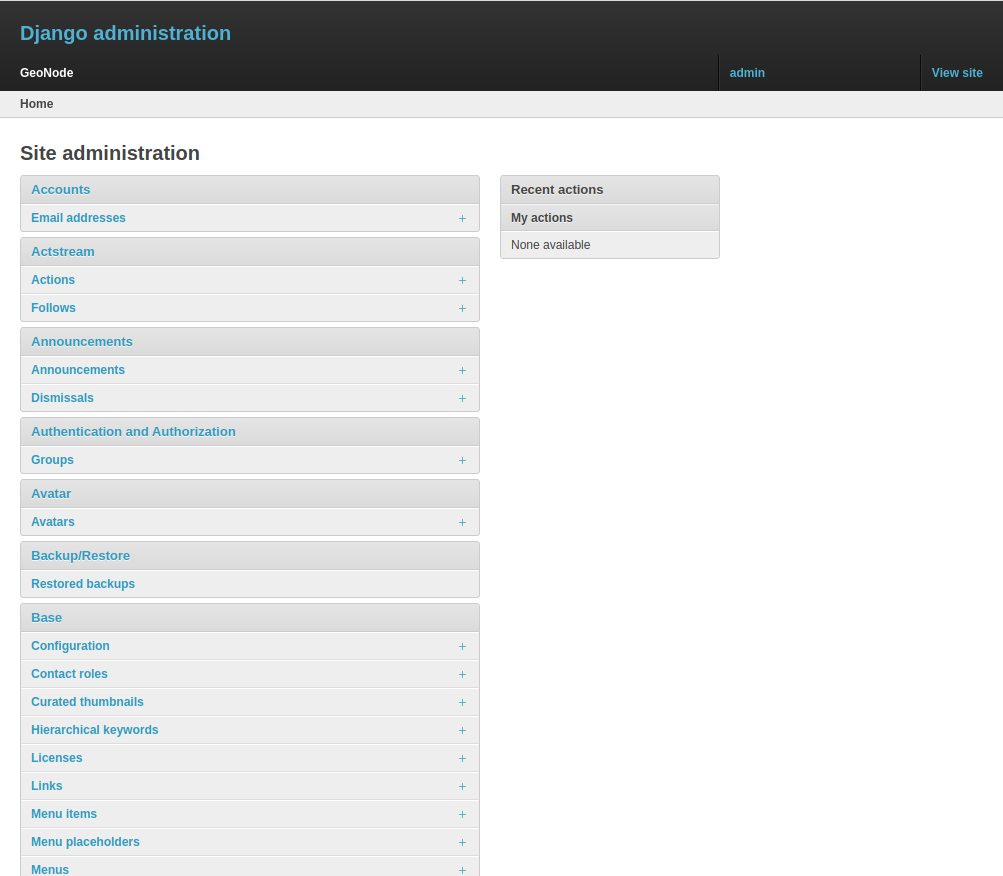 Django administration
GeoNode admin View site
Home
Site administration
Accounts
Email addresses +
Actstream
Actions +
Follows +
Announcements
Announcements +
Dismissals +
Authentication and Authorization
Groups +
Avatar
Avatars +
Backup/Restore
Restored backups
Base
Configuration +
Contact roles +
Curated thumbnails +
Hierarchical keywords +
Licenses +
Links +
Menu items +
Menu placeholders +
Menus +
Recent actions
My actions
None available